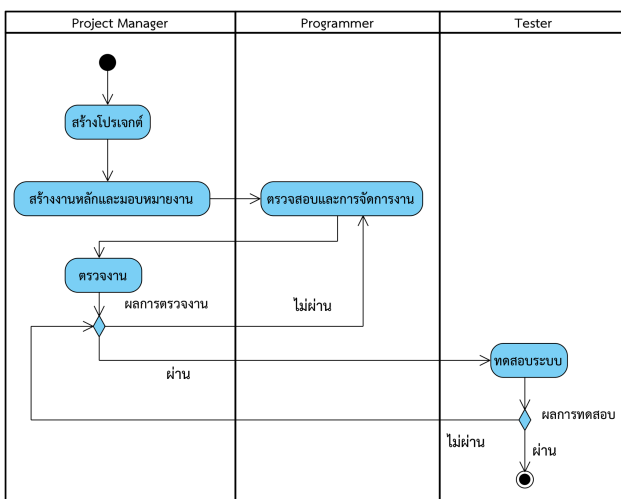 Project Manager
Programmer
Tester
สร้างโปรเจกต์
สร้างงานหลักและมอบหมายงาน
ตรวจสอบและการจัดการงาน
ตรวจงาน
ผลการตรวจงาน
ไม่ผ่าน
ผ่าน
ทดสอบระบบ
ผลการทดสอบ
ไม่ผ่าน
ผ่าน